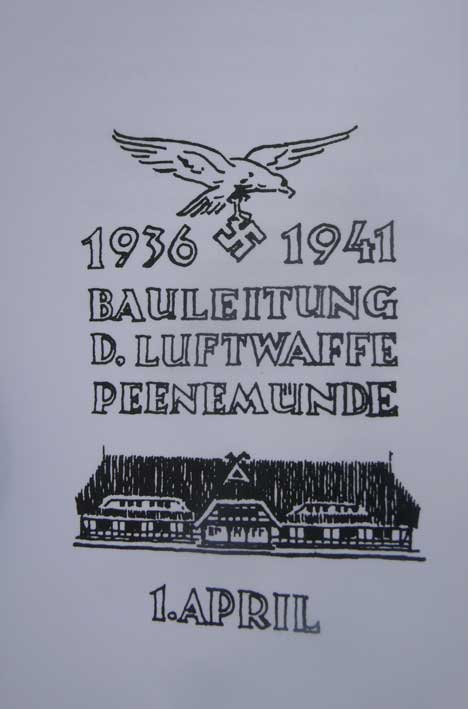 1936 1941
BAULEITUNG
D. LUFTWAFFE
PEENEMÜNDE
1. APRIL